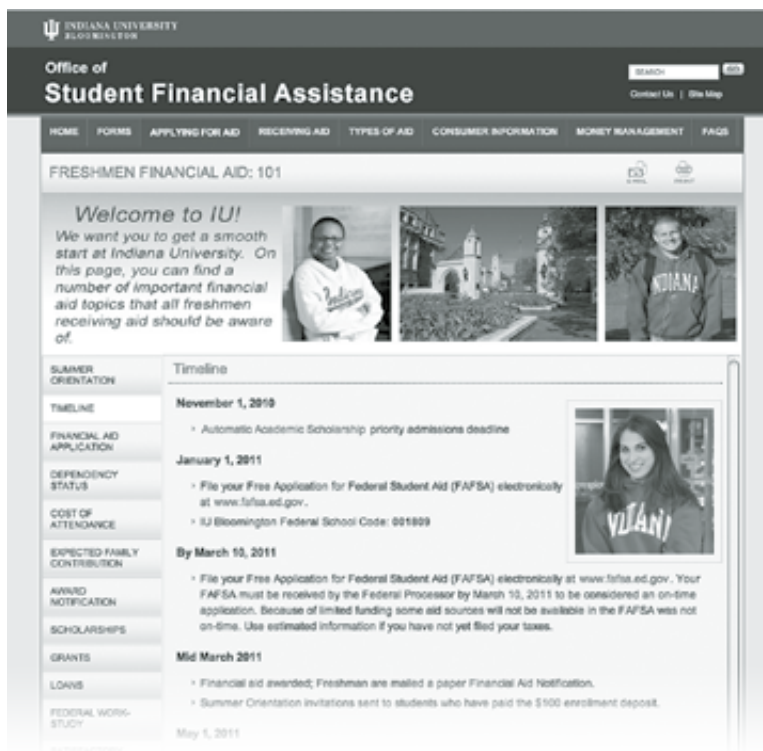 INDIANA UNIVERSITY
BLOOMINGTON
Office of
Student Financial Assistance
SEARCH
GO
Contact Us | Site Map
HOME FORMS APPLYING FOR AID RECEIVING AID TYPES OF AID CONSUMER INFORMATION MONEY MANAGEMENT FAQS
FRESHMEN FINANCIAL AID: 101
E-MAIL PRINT
Welcome to IU!
We want you to get a smooth
start at Indiana University. On
this page, you can find a
number of important financial
aid topics that all freshmen
receiving aid should be aware
of.
Indiana
INDIANA
SUMMER
ORIENTATION
TIMELINE
FINANCIAL AID
APPLICATION
DEPENDENCY
STATUS
COST OF
ATTENDANCE
EXPECTED FAMILY
CONTRIBUTION
AWARD
NOTIFICATION
SCHOLARSHIPS
GRANTS
LOANS
FEDERAL WORK-
STUDY
Timeline
November 1, 2010
Automatic Academic Scholarship priority admissions deadline
January 1, 2011
File your Free Application for Federal Student Aid (FAFSA) electronically
at www.fafsa.ed.gov.
IU Bloomington Federal School Code: 001809
By March 10, 2011
File your Free Application for Federal Student Aid (FAFSA) electronically at www.fafsa.ed.gov. Your
FAFSA must be received by the Federal Processor by March 10, 2011 to be considered an on-time
application. Because of limited funding some aid sources will not be available in the FAFSA was not
on-time. Use estimated information if you have not yet filed your taxes.
Mid March 2011
Financial aid awarded; Freshman are mailed a paper Financial Aid Notification.
Summer Orientation invitations sent to students who have paid the $100 enrollment deposit.
May 1, 2011